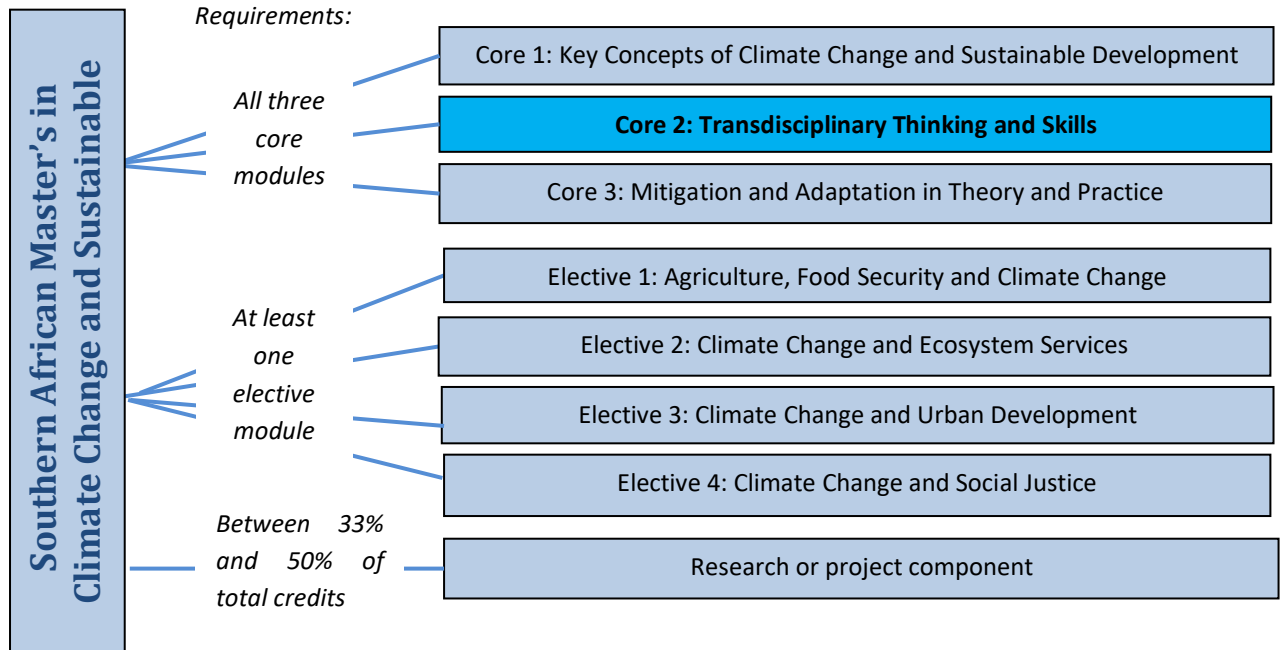 Southern African Master's in
Climate Change and Sustainable
Requirements:
All three
core
modules
Core 1: Key Concepts of Climate Change and Sustainable Development
Core 2: Transdisciplinary Thinking and Skills
Core 3: Mitigation and Adaptation in Theory and Practice
At least
one
elective
module
Elective 1: Agriculture, Food Security and Climate Change
Elective 2: Climate Change and Ecosystem Services
Elective 3: Climate Change and Urban Development
Elective 4: Climate Change and Social Justice
Between 33%
and 50% of
total credits
Research or project component